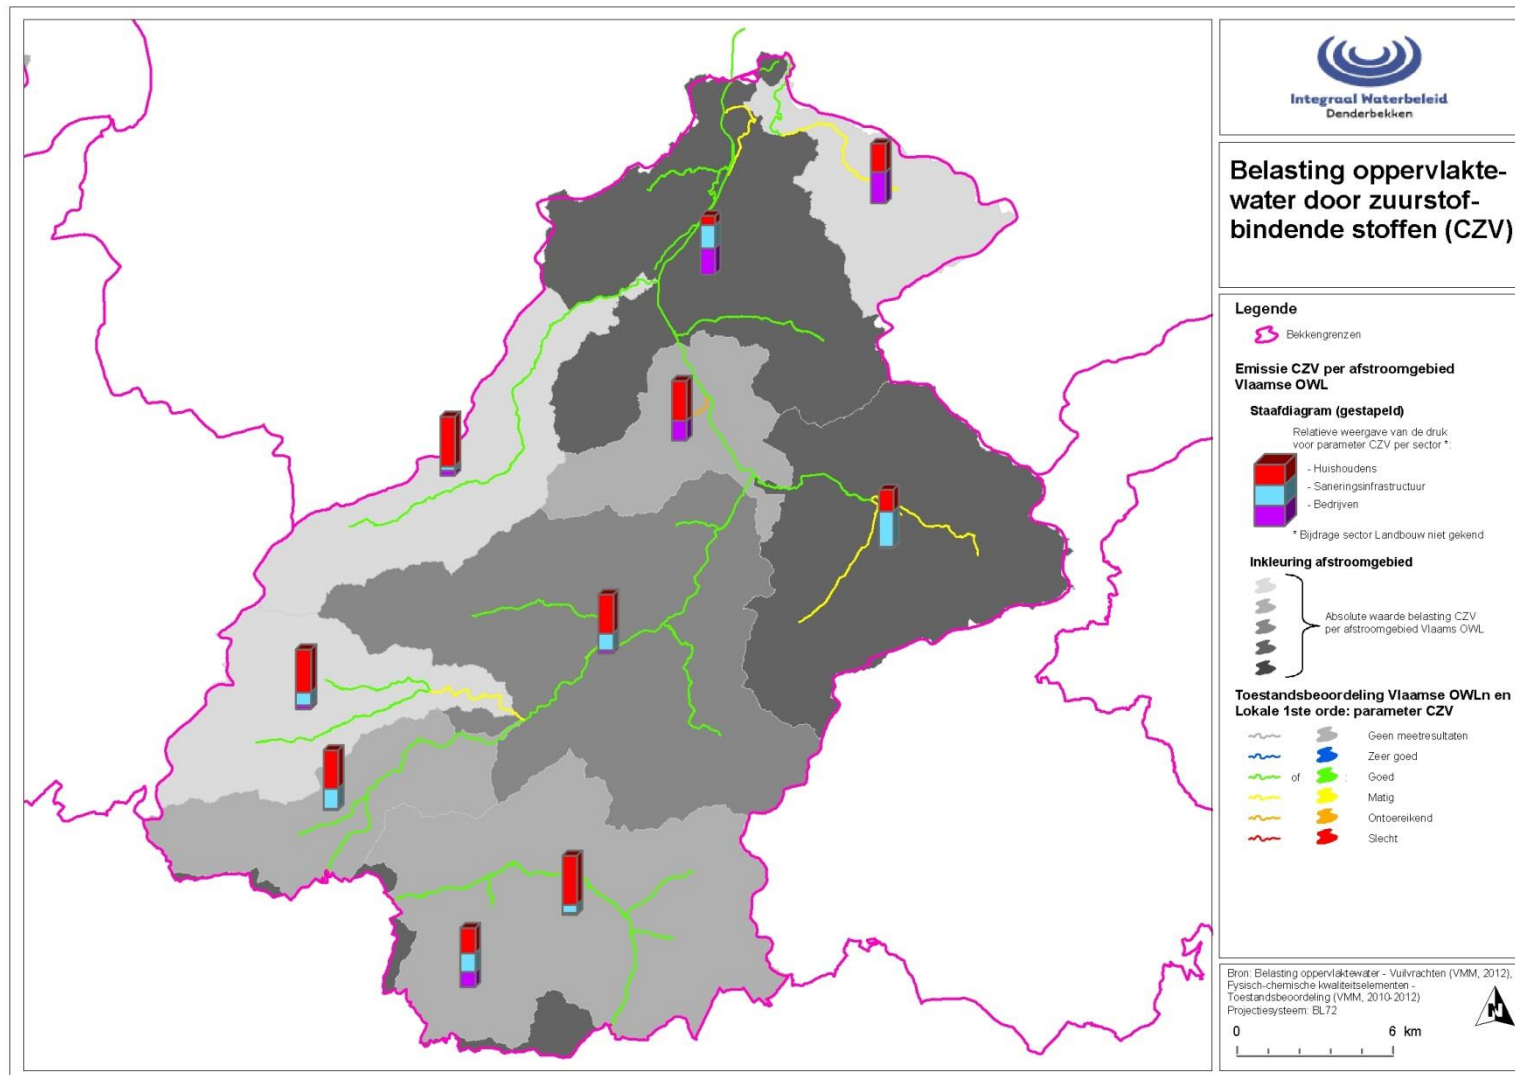 Integraal Waterbeleid
Denderbekken
Belasting oppervlakte-
water door zuurstof-
bindende stoffen (CZV)
Legende
Bekkengrenzen
Emissie CZV per afstroomgebied
Vlaamse OWL
Staafdiagram (gestapeld)
Relatieve weergave van de druk
voor parameter CZV per sector *:
- Huishoudens
- Saneringsinfrastructuur
- Bedrijven
* Bijdrage sector Landbouw niet gekend
Inkleuring afstroomgebied
Absolute waarde belasting CZV
per afstroomgebied Vlaams OWL
Toestandsbeoordeling Vlaamse OWLn en
Lokale 1ste orde: parameter CZV
Geen meetresultaten
Zeer goed
of : Goed
Matig
Ontoereikend
Slecht
Bron: Belasting oppervlaktewater - Vuilvrachten (VMM, 2012),
Fysisch-chemische kwaliteitselementen -
Toestandsbeoordeling (VMM, 2010-2012)
Projectiesysteem: BL72
N
0 6 km